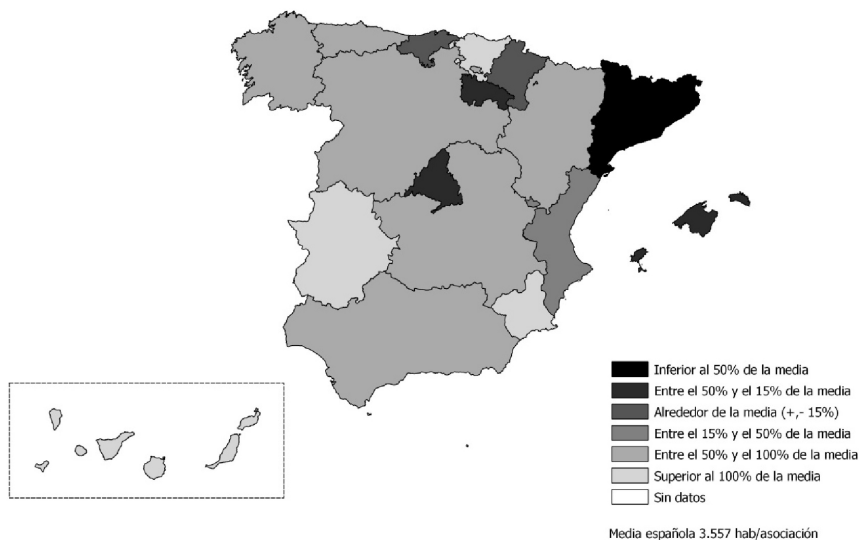 Inferior al 50% de la media
Entre el 50% y el 15% de la media
Alrededor de la media (+,- 15%)
Entre el 15% y el 50% de la media
Entre el 50% y el 100% de la media
Superior al 100% de la media
Sin datos
Media española 3.557 hab/asociación